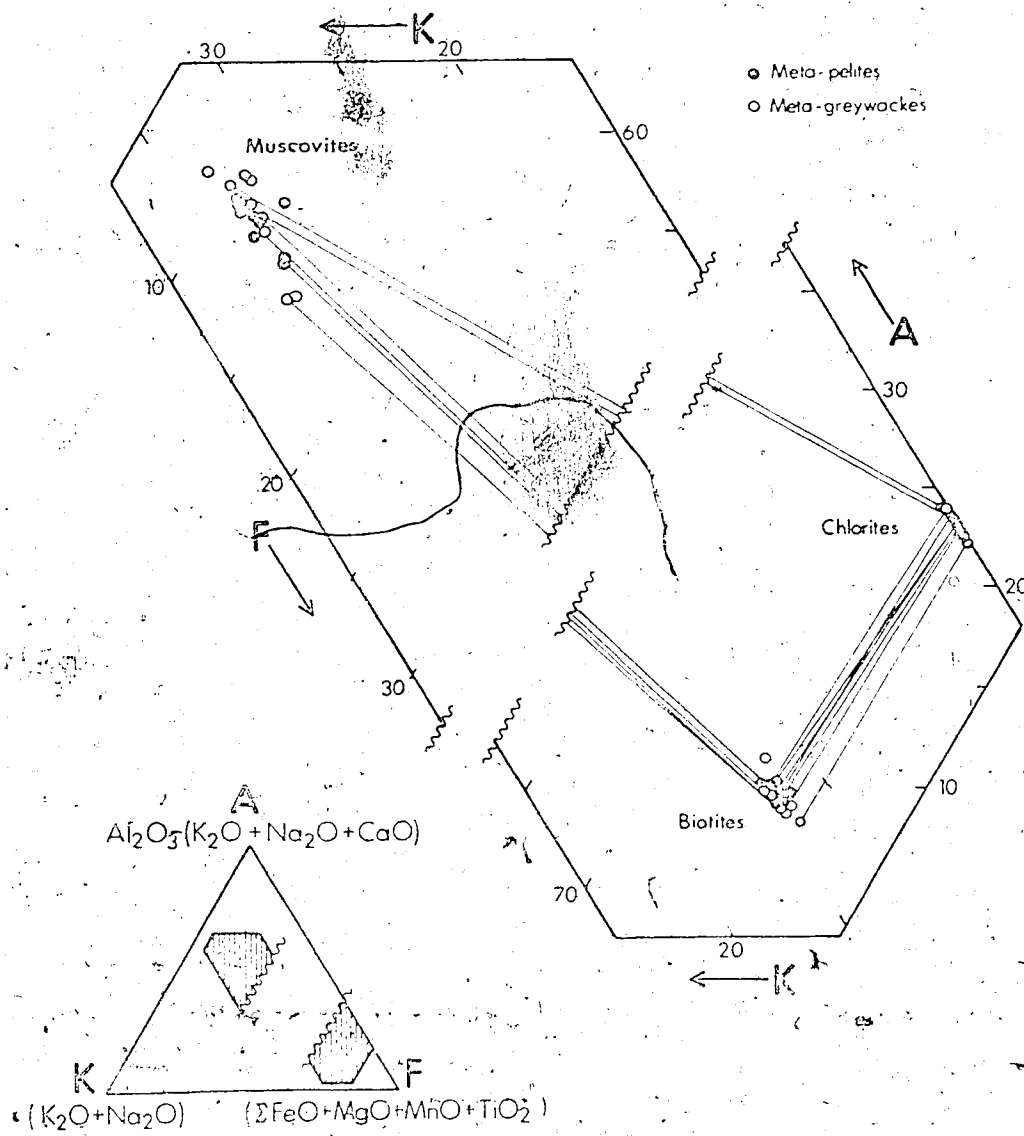 K
30 20
Meta-pelites
Meta-greywackes
60
Muscovites
10
A
30
20
Chlorites
F
20
30
10
Biotites
70
20
K
A
Al₂O₃-(K₂O+Na₂O+CaO)
K F
(K₂O+Na₂O) (ΣFeO+MgO+MnO+TiO₂)